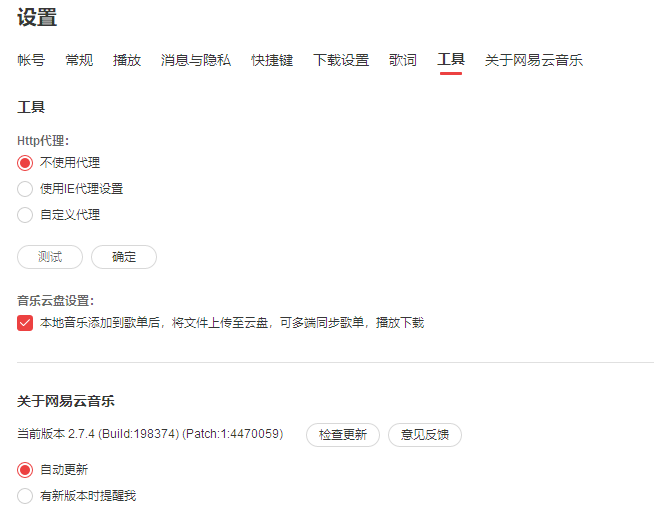 设置
帐号 常规 播放 消息与隐私 快捷键 下载设置 歌词 工具 关于网易云音乐
工具
Http代理：
不使用代理
使用IE代理设置
自定义代理
测试 确定
音乐云盘设置：
本地音乐添加到歌单后，将文件上传至云盘，可多端同步歌单，播放下载
关于网易云音乐
当前版本 2.7.4 (Build:198374) (Patch:1:4470059) 检查更新 意见反馈
自动更新
有新版本时提醒我